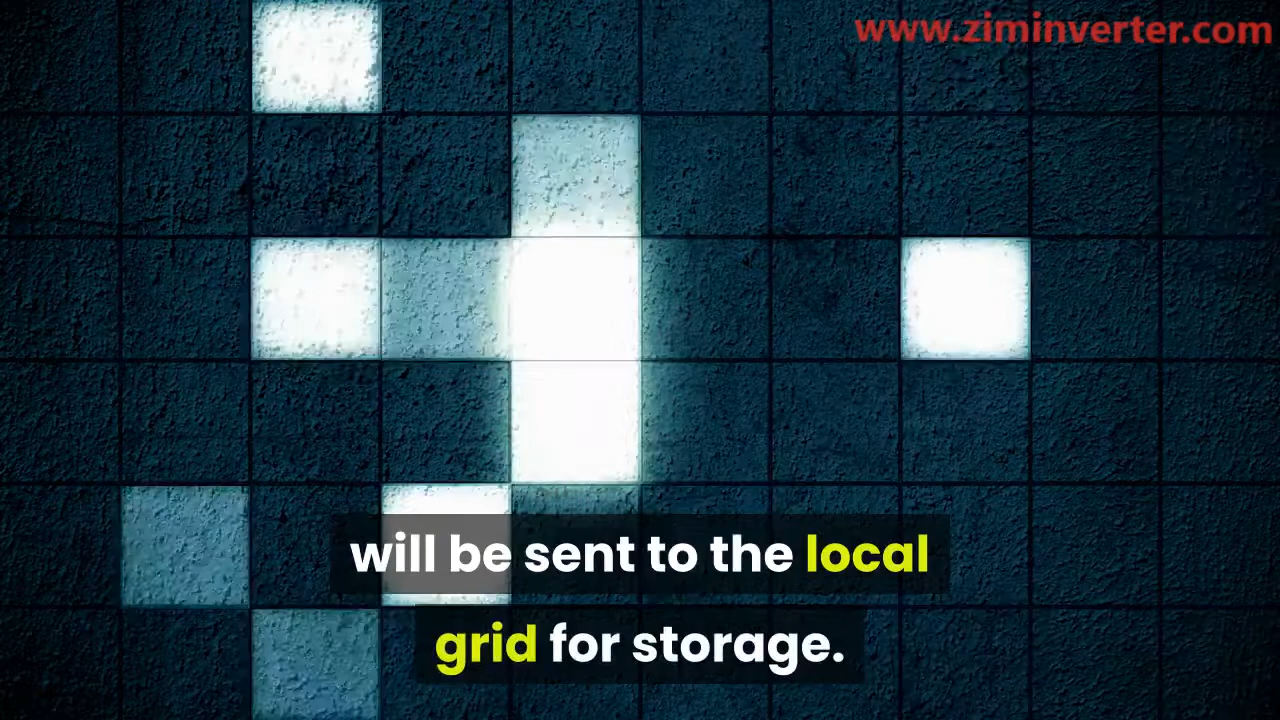 www.ziminverter.com
will be sent to the local
grid for storage.